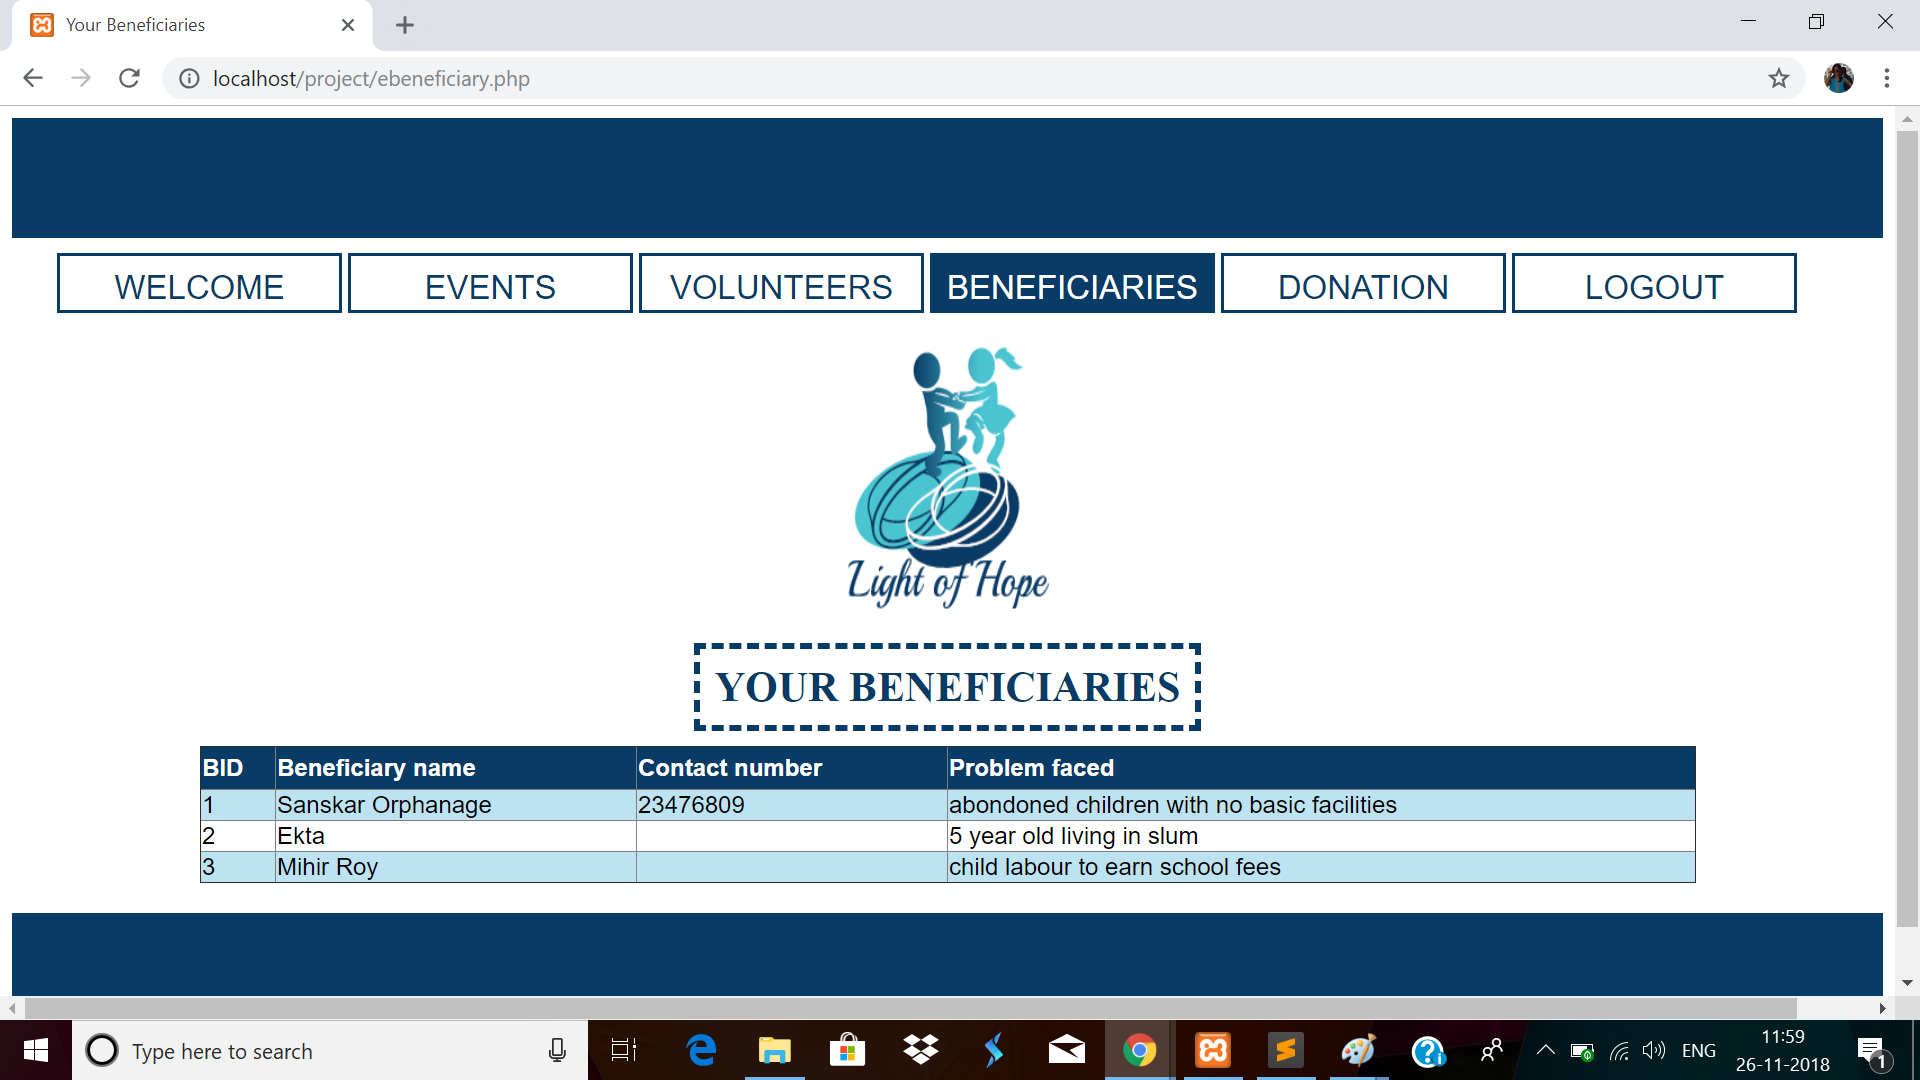 Your Beneficiaries
localhost/project/ebeneficiary.php
WELCOME EVENTS VOLUNTEERS BENEFICIARIES DONATION LOGOUT
Light of Hope
YOUR BENEFICIARIES
BID Beneficiary name Contact number Problem faced
1 Sanskar Orphanage 23476809 abondoned children with no basic facilities
2 Ekta 5 year old living in slum
3 Mihir Roy child labour to earn school fees
Type here to search
ENG
11:59
26-11-2018
1